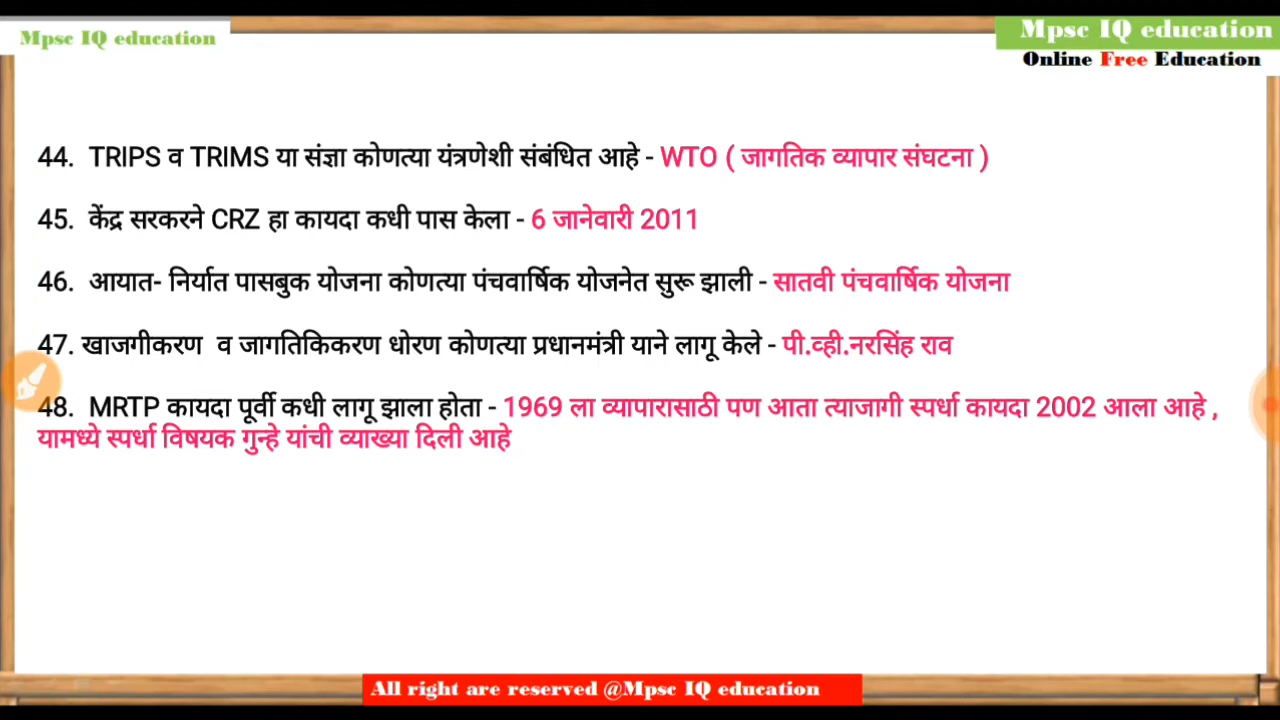 Mpsc IQ education
Mpsc IQ education
Online Free Education
44. TRIPS व TRIMS या संज्ञा कोणत्या यंत्रणेशी संबंधित आहे - WTO ( जागतिक व्यापार संघटना )
45. केंद्र सरकरने CRZ हा कायदा कधी पास केला - 6 जानेवारी 2011
46. आयात- निर्यात पासबुक योजना कोणत्या पंचवार्षिक योजनेत सुरू झाली - सातवी पंचवार्षिक योजना
47. खाजगीकरण व जागतिकिकरण धोरण कोणत्या प्रधानमंत्री याने लागू केले - पी.व्ही.नरसिंह राव
48. MRTP कायदा पूर्वी कधी लागू झाला होता - 1969 ला व्यापारासाठी पण आता त्याजागी स्पर्धा कायदा 2002 आला आहे ,
यामध्ये स्पर्धा विषयक गुन्हे यांची व्याख्या दिली आहे
All right are reserved @Mpsc IQ education